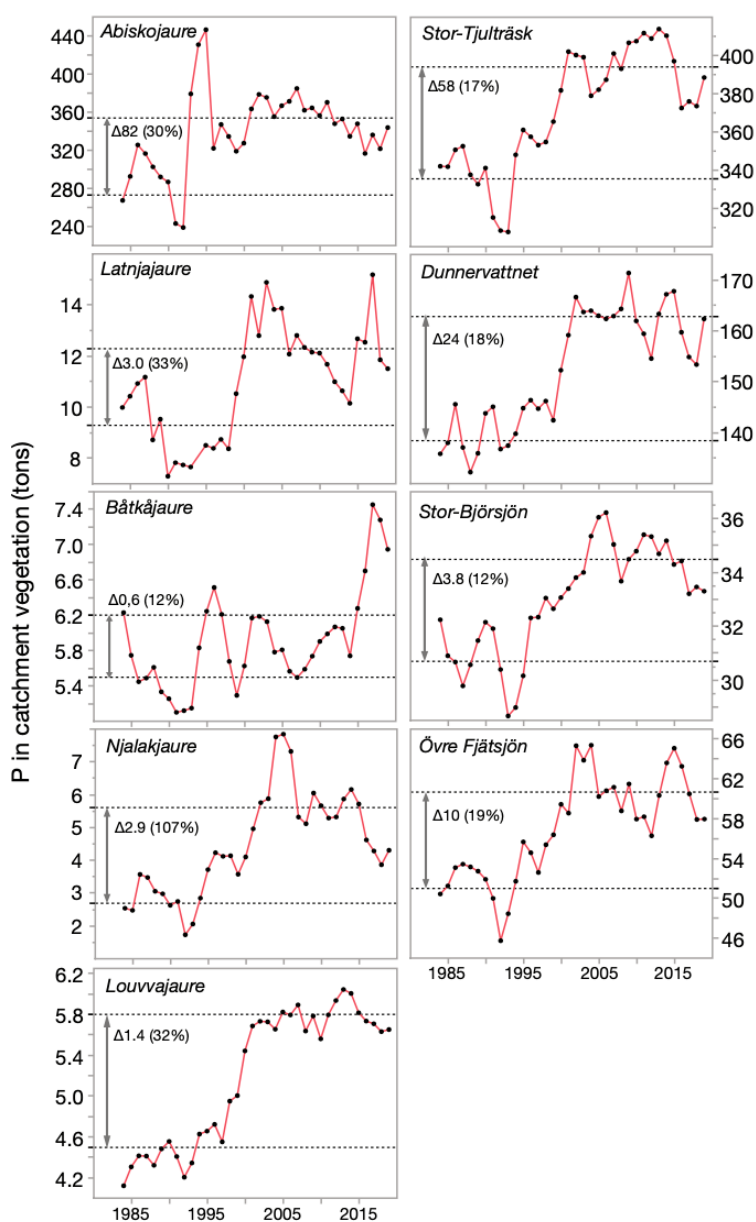 P in catchment vegetation (tons)
Abiskojaure
440
400
360
320
280
240
Δ82 (30%)
Stor-Tjulträsk
400
380
360
340
320
Δ58 (17%)
Latnjajaure
14
12
10
8
Δ3.0 (33%)
Dunnervattnet
170
160
150
140
Δ24 (18%)
Båtkåjaure
7.4
7.0
6.6
6.2
5.8
5.4
Δ0,6 (12%)
Stor-Björsjön
36
34
32
30
Δ3.8 (12%)
Njalakjaure
7
6
5
4
3
2
Δ2.9 (107%)
Övre Fjätsjön
66
62
58
54
50
46
Δ10 (19%)
1985 1995 2005 2015
Louvvajaure
6.2
5.8
5.4
5.0
4.6
4.2
Δ1.4 (32%)
1985 1995 2005 2015